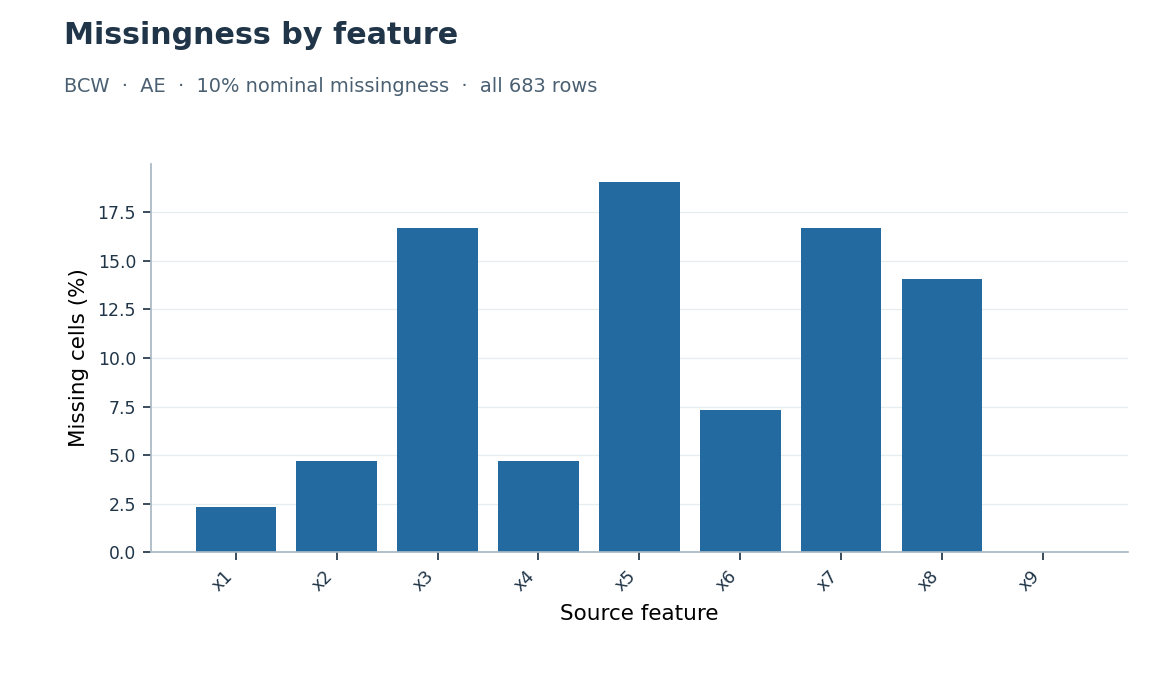 Missingness by feature
BCW · AE · 10% nominal missingness · all 683 rows
Missing cells (%)
17.5
15.0
12.5
10.0
7.5
5.0
2.5
0.0
x1 x2 x3 x4 x5 x6 x7 x8 x9
Source feature